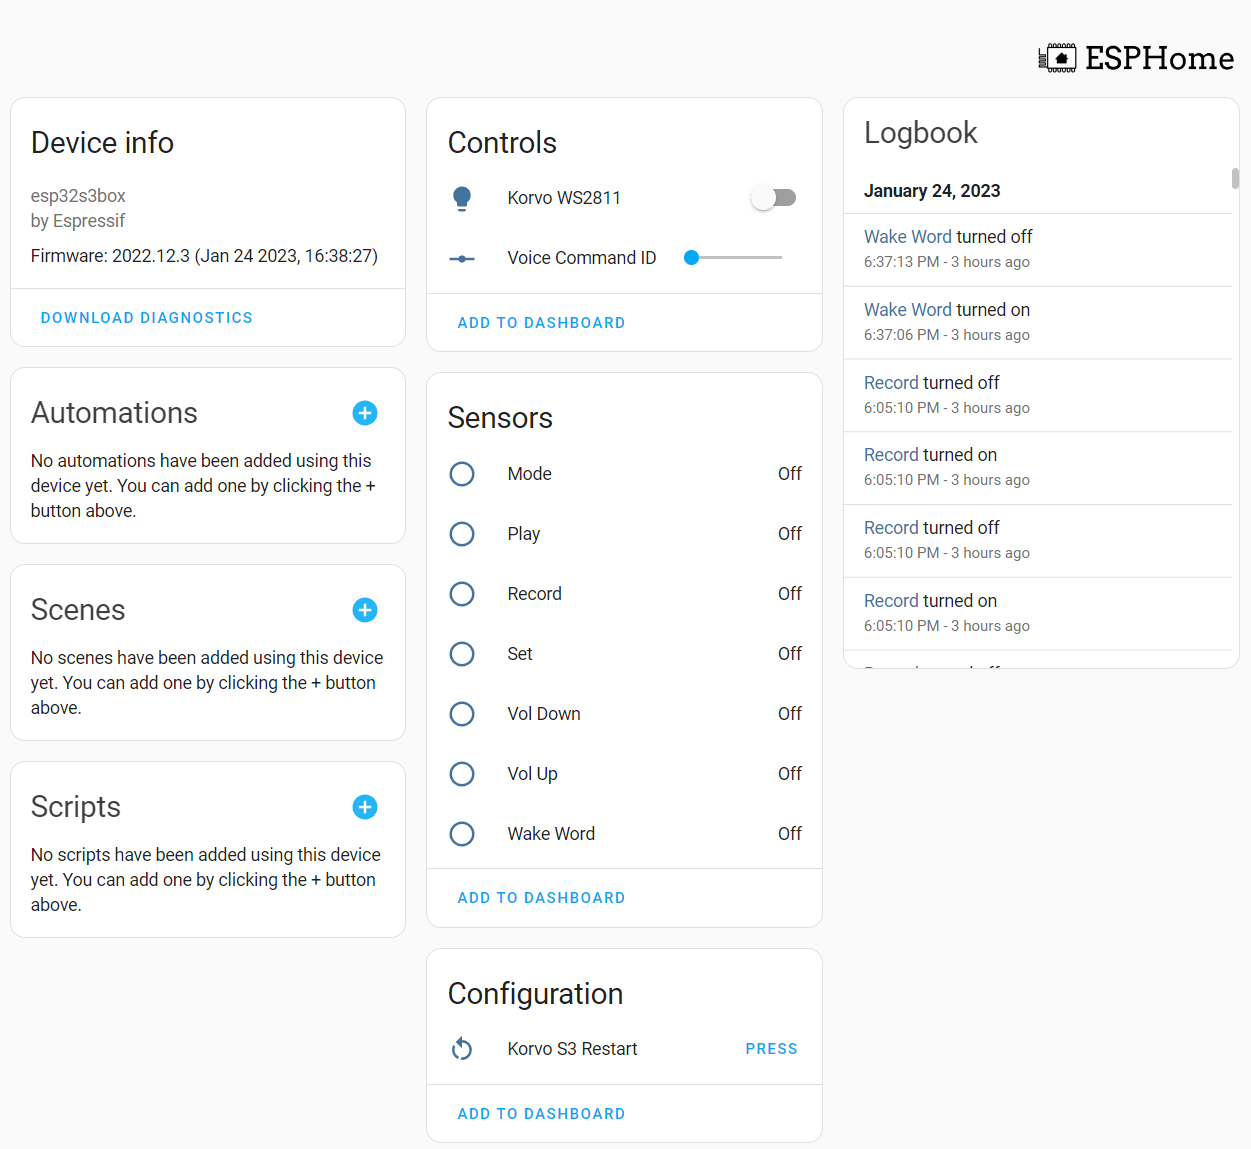 ESPHome
Device info
esp32s3box
by Espressif
Firmware: 2022.12.3 (Jan 24 2023, 16:38:27)
DOWNLOAD DIAGNOSTICS
Automations
No automations have been added using this
device yet. You can add one by clicking the +
button above.
Scenes
No scenes have been added using this device
yet. You can add one by clicking the + button
above.
Scripts
No scripts have been added using this device
yet. You can add one by clicking the + button
above.
Controls
Korvo WS2811
Voice Command ID
ADD TO DASHBOARD
Sensors
Mode Off
Play Off
Record Off
Set Off
Vol Down Off
Vol Up Off
Wake Word Off
ADD TO DASHBOARD
Configuration
Korvo S3 Restart PRESS
ADD TO DASHBOARD
Logbook
January 24, 2023
Wake Word turned off
6:37:13 PM - 3 hours ago
Wake Word turned on
6:37:06 PM - 3 hours ago
Record turned off
6:05:10 PM - 3 hours ago
Record turned on
6:05:10 PM - 3 hours ago
Record turned off
6:05:10 PM - 3 hours ago
Record turned on
6:05:10 PM - 3 hours ago